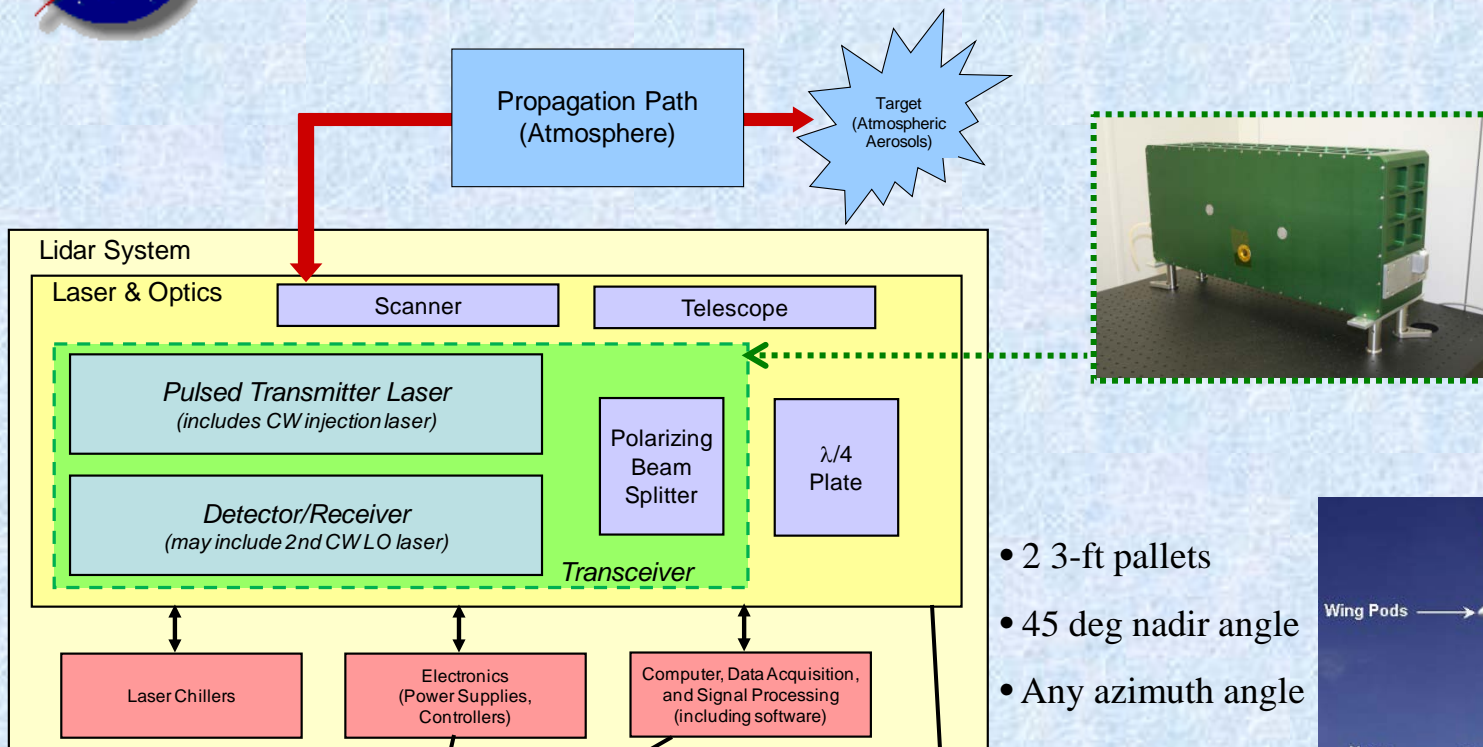 Propagation Path
(Atmosphere)
Target
(Atmospheric
Aerosols)
Lidar System
Laser & Optics
Scanner
Telescope
Pulsed Transmitter Laser
(includes CW injection laser)
Polarizing
Beam
Splitter
λ/4
Plate
Detector/Receiver
(may include 2nd CW LO laser)
Transceiver
Laser Chillers
Electronics
(Power Supplies,
Controllers)
Computer, Data Acquisition,
and Signal Processing
(including software)
• 2 3-ft pallets
• 45 deg nadir angle
• Any azimuth angle
Wing Pods